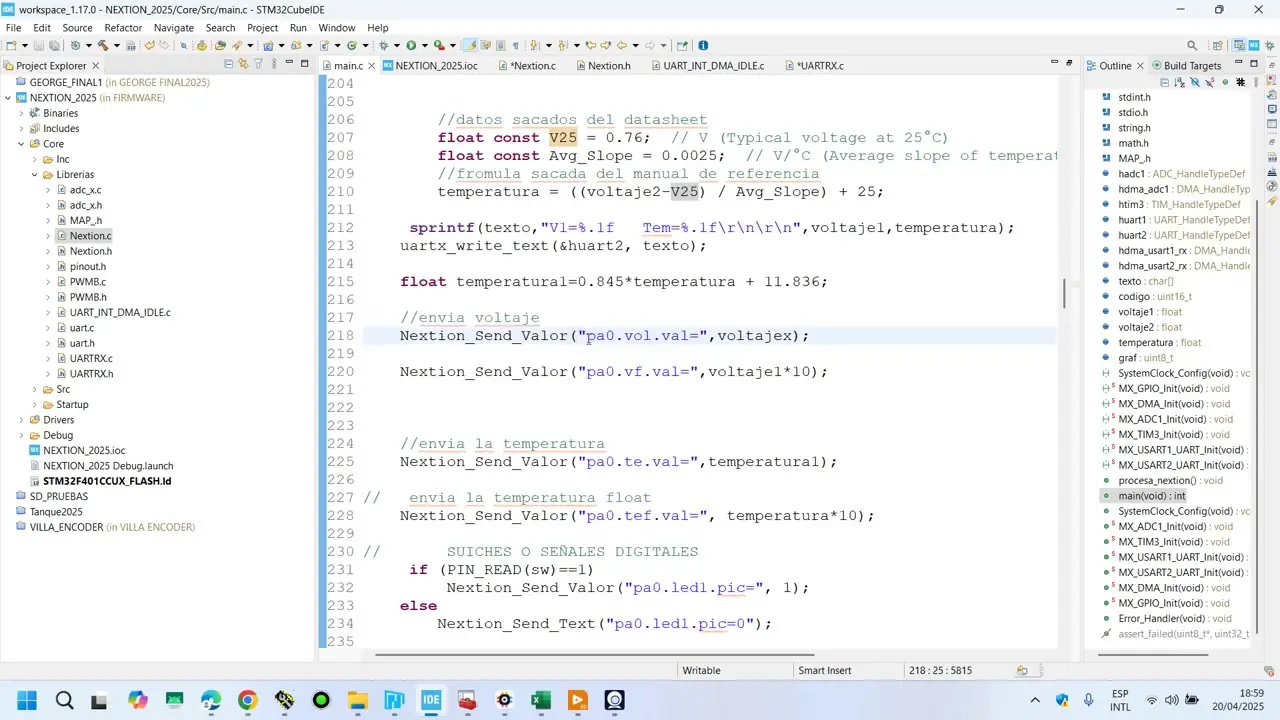 workspace_1.17.0 - NEXTION_2025/Core/Src/main.c - STM32CubeIDE
File Edit Source Refactor Navigate Search Project Run Window Help
Project Explorer
GEORGE_FINAL1 (in GEORGE FINAL2025)
NEXTION_2025 (in FIRMWARE)
Binaries
Includes
Core
Inc
Librerias
adc_x.c
adc_x.h
MAP_.h
Nextion.c
Nextion.h
pinout.h
PWMB.c
PWMB.h
UART_INT_DMA_IDLE.c
uart.c
uart.h
UARTRX.c
UARTRX.h
Src
Startup
Drivers
Debug
NEXTION_2025.ioc
NEXTION_2025 Debug.launch
STM32F401CCUX_FLASH.ld
SD_PRUEBAS
Tanque2025
VILLA_ENCODER (in VILLA ENCODER)
main.c NEXTION_2025.ioc *Nextion.c Nextion.h UART_INT_DMA_IDLE.c *UARTRX.c
204
205
206 //datos sacados del datasheet
207 float const V25 = 0.76; // V (Typical voltage at 25°C)
208 float const Avg_Slope = 0.0025; // V/°C (Average slope of temperat
209 //fromula sacada del manual de referencia
210 temperatura = ((voltaje2-V25) / Avg_Slope) + 25;
211
212 sprintf(texto,"V1=%.1f Tem=%.1f\r\n\r\n",voltaje1,temperatura);
213 uartx_write_text(&huart2, texto);
214
215 float temperatura1=0.845*temperatura + 11.836;
216
217 //envia voltaje
218 Nextion_Send_Valor("pa0.vol.val=",voltajex);
219
220 Nextion_Send_Valor("pa0.vf.val=",voltaje1*10);
221
222
223
224 //envia la temperatura
225 Nextion_Send_Valor("pa0.te.val=",temperatura1);
226
227 // envia la temperatura float
228 Nextion_Send_Valor("pa0.tef.val=", temperatura*10);
229
230 // SUICHES O SEÑALES DIGITALES
231 if (PIN_READ(sw)==1)
232 Nextion_Send_Valor("pa0.led1.pic=", 1);
233 else
234 Nextion_Send_Text("pa0.led1.pic=0");
235
Outline Build Targets
stdint.h
stdio.h
string.h
math.h
MAP_.h
hadc1 : ADC_HandleTypeDef
hdma_adc1 : DMA_HandleTyp
htim3 : TIM_HandleTypeDef
huart1 : UART_HandleTypeDef
huart2 : UART_HandleTypeDef
hdma_usart1_rx : DMA_Handl
hdma_usart2_rx : DMA_Handl
texto : char[]
codigo : uint16_t
voltaje1 : float
voltaje2 : float
temperatura : float
graf : uint8_t
SystemClock_Config(void) : vo
MX_GPIO_Init(void) : void
MX_DMA_Init(void) : void
MX_ADC1_Init(void) : void
MX_TIM3_Init(void) : void
MX_USART1_UART_Init(void) :
MX_USART2_UART_Init(void) :
procesa_nextion() : void
main(void) : int
SystemClock_Config(void) : vo
MX_ADC1_Init(void) : void
MX_TIM3_Init(void) : void
MX_USART1_UART_Init(void) :
MX_USART2_UART_Init(void) :
MX_DMA_Init(void) : void
MX_GPIO_Init(void) : void
Error_Handler(void) : void
assert_failed(uint8_t*, uint32_t
Writable Smart Insert 218 : 25 : 5815
IDE
ESP
INTL
18:59
20/04/2025